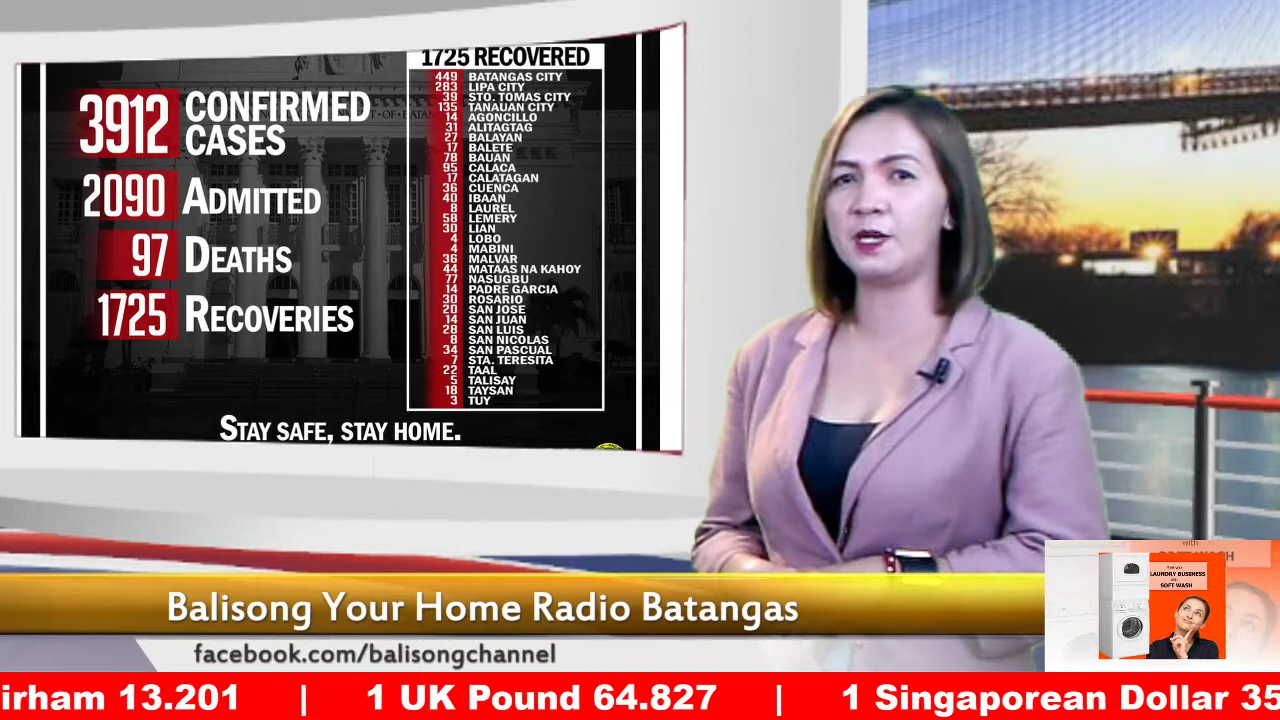 3912 CONFIRMED CASES
2090 ADMITTED
97 DEATHS
1725 RECOVERIES
STAY SAFE, STAY HOME.
1725 RECOVERED
449 BATANGAS CITY
283 LIPA CITY
39 STO. TOMAS CITY
135 TANAUAN CITY
14 AGONCILLO
31 ALITAGTAG
27 BALAYAN
17 BALETE
78 BAUAN
95 CALACA
17 CALATAGAN
36 CUENCA
40 IBAAN
8 LAUREL
58 LEMERY
30 LIAN
4 LOBO
4 MABINI
36 MALVAR
44 MATAAS NA KAHOY
77 NASUGBU
14 PADRE GARCIA
30 ROSARIO
20 SAN JOSE
14 SAN JUAN
28 SAN LUIS
8 SAN NICOLAS
34 SAN PASCUAL
7 STA. TERESITA
22 TAAL
5 TALISAY
18 TAYSAN
3 TUY
with
SOFT WASH
LAUNDRY BUSINESS
with
SOFT WASH
Balisong Your Home Radio Batangas
facebook.com/balisongchannel
irham 13.201 | 1 UK Pound 64.827 | 1 Singaporean Dollar 35